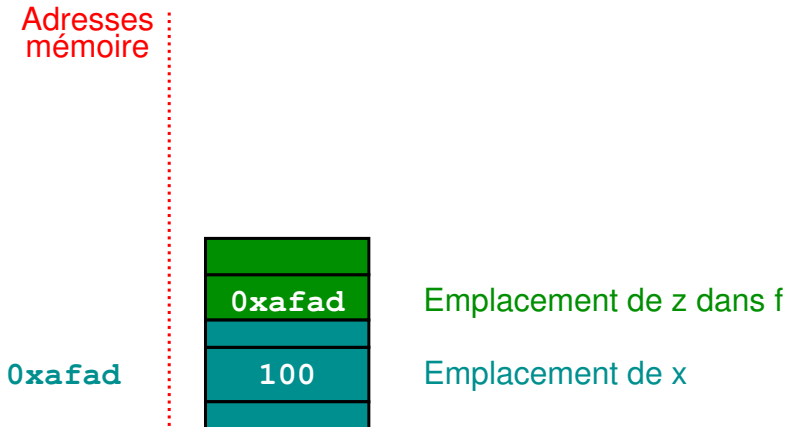 Adresses
mémoire
0xafad Emplacement de z dans f
0xafad 100 Emplacement de x